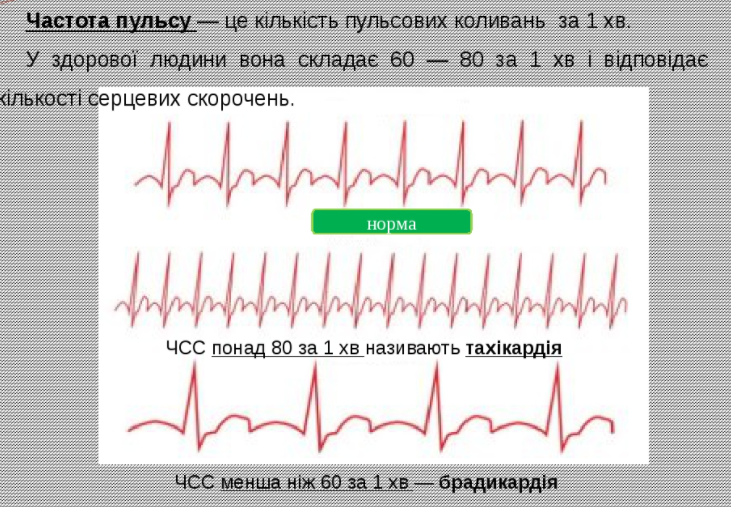 Частота пульсу — це кількість пульсових коливань за 1 хв.
У здорової людини вона складає 60 — 80 за 1 хв і відповідає
кількості серцевих скорочень.
норма
ЧСС понад 80 за 1 хв називають тахікардія
ЧСС менша ніж 60 за 1 хв — брадикардія